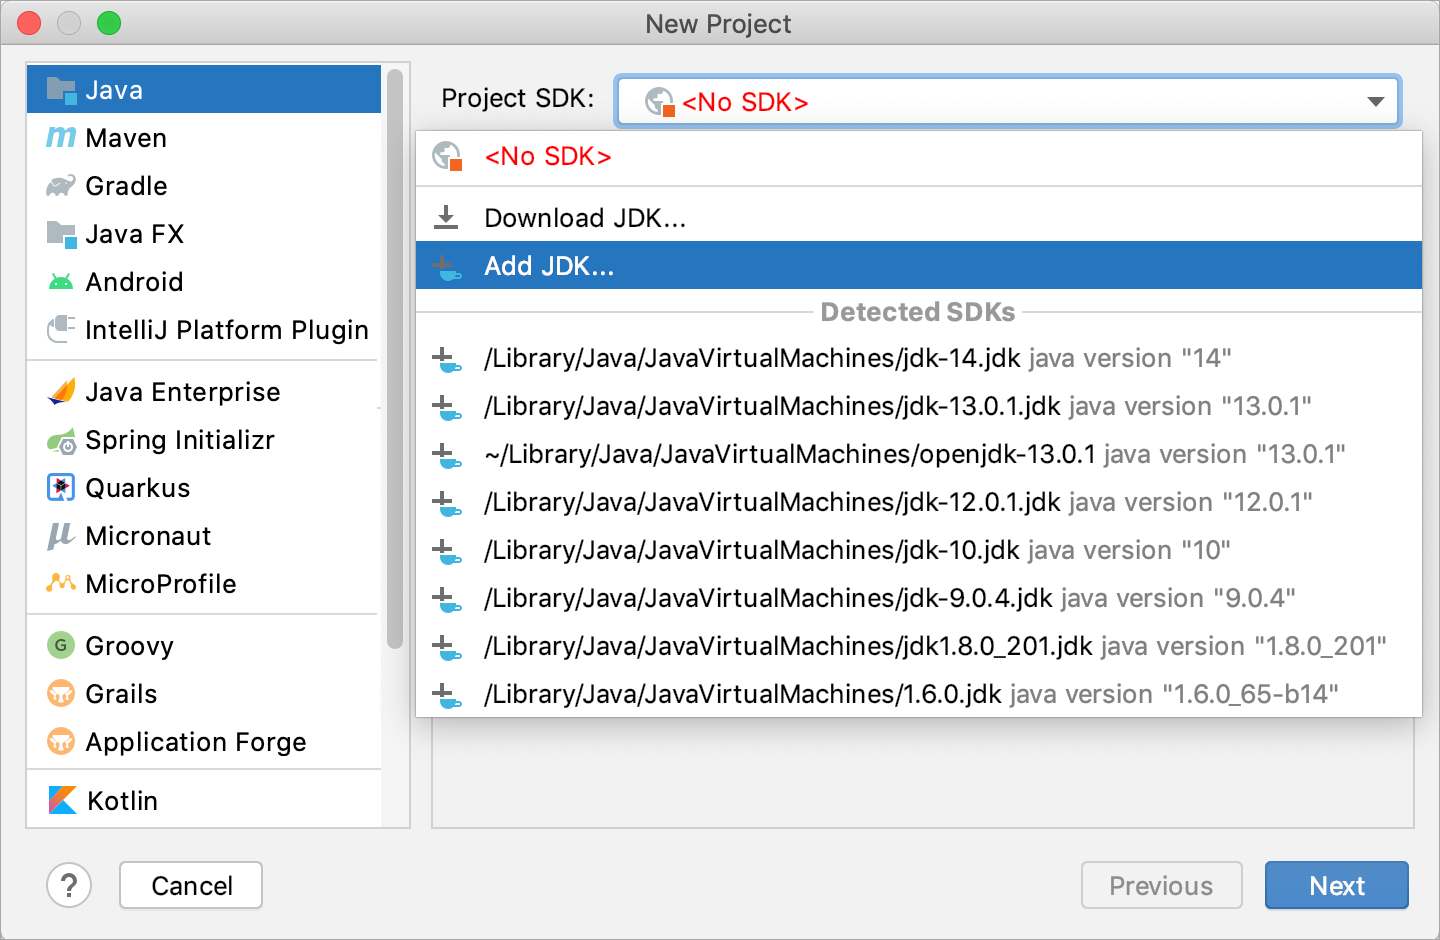 New Project
Java
Maven
Gradle
Java FX
Android
IntelliJ Platform Plugin
Java Enterprise
Spring Initializr
Quarkus
Micronaut
MicroProfile
G Groovy
Grails
Application Forge
Kotlin
Project SDK: <No SDK>
<No SDK>
Download JDK...
Add JDK...
Detected SDKs
/Library/Java/JavaVirtualMachines/jdk-14.jdk java version "14"
/Library/Java/JavaVirtualMachines/jdk-13.0.1.jdk java version "13.0.1"
~/Library/Java/JavaVirtualMachines/openjdk-13.0.1 java version "13.0.1"
/Library/Java/JavaVirtualMachines/jdk-12.0.1.jdk java version "12.0.1"
/Library/Java/JavaVirtualMachines/jdk-10.jdk java version "10"
/Library/Java/JavaVirtualMachines/jdk-9.0.4.jdk java version "9.0.4"
/Library/Java/JavaVirtualMachines/jdk1.8.0_201.jdk java version "1.8.0_201"
/Library/Java/JavaVirtualMachines/1.6.0.jdk java version "1.6.0_65-b14"
? Cancel Previous Next